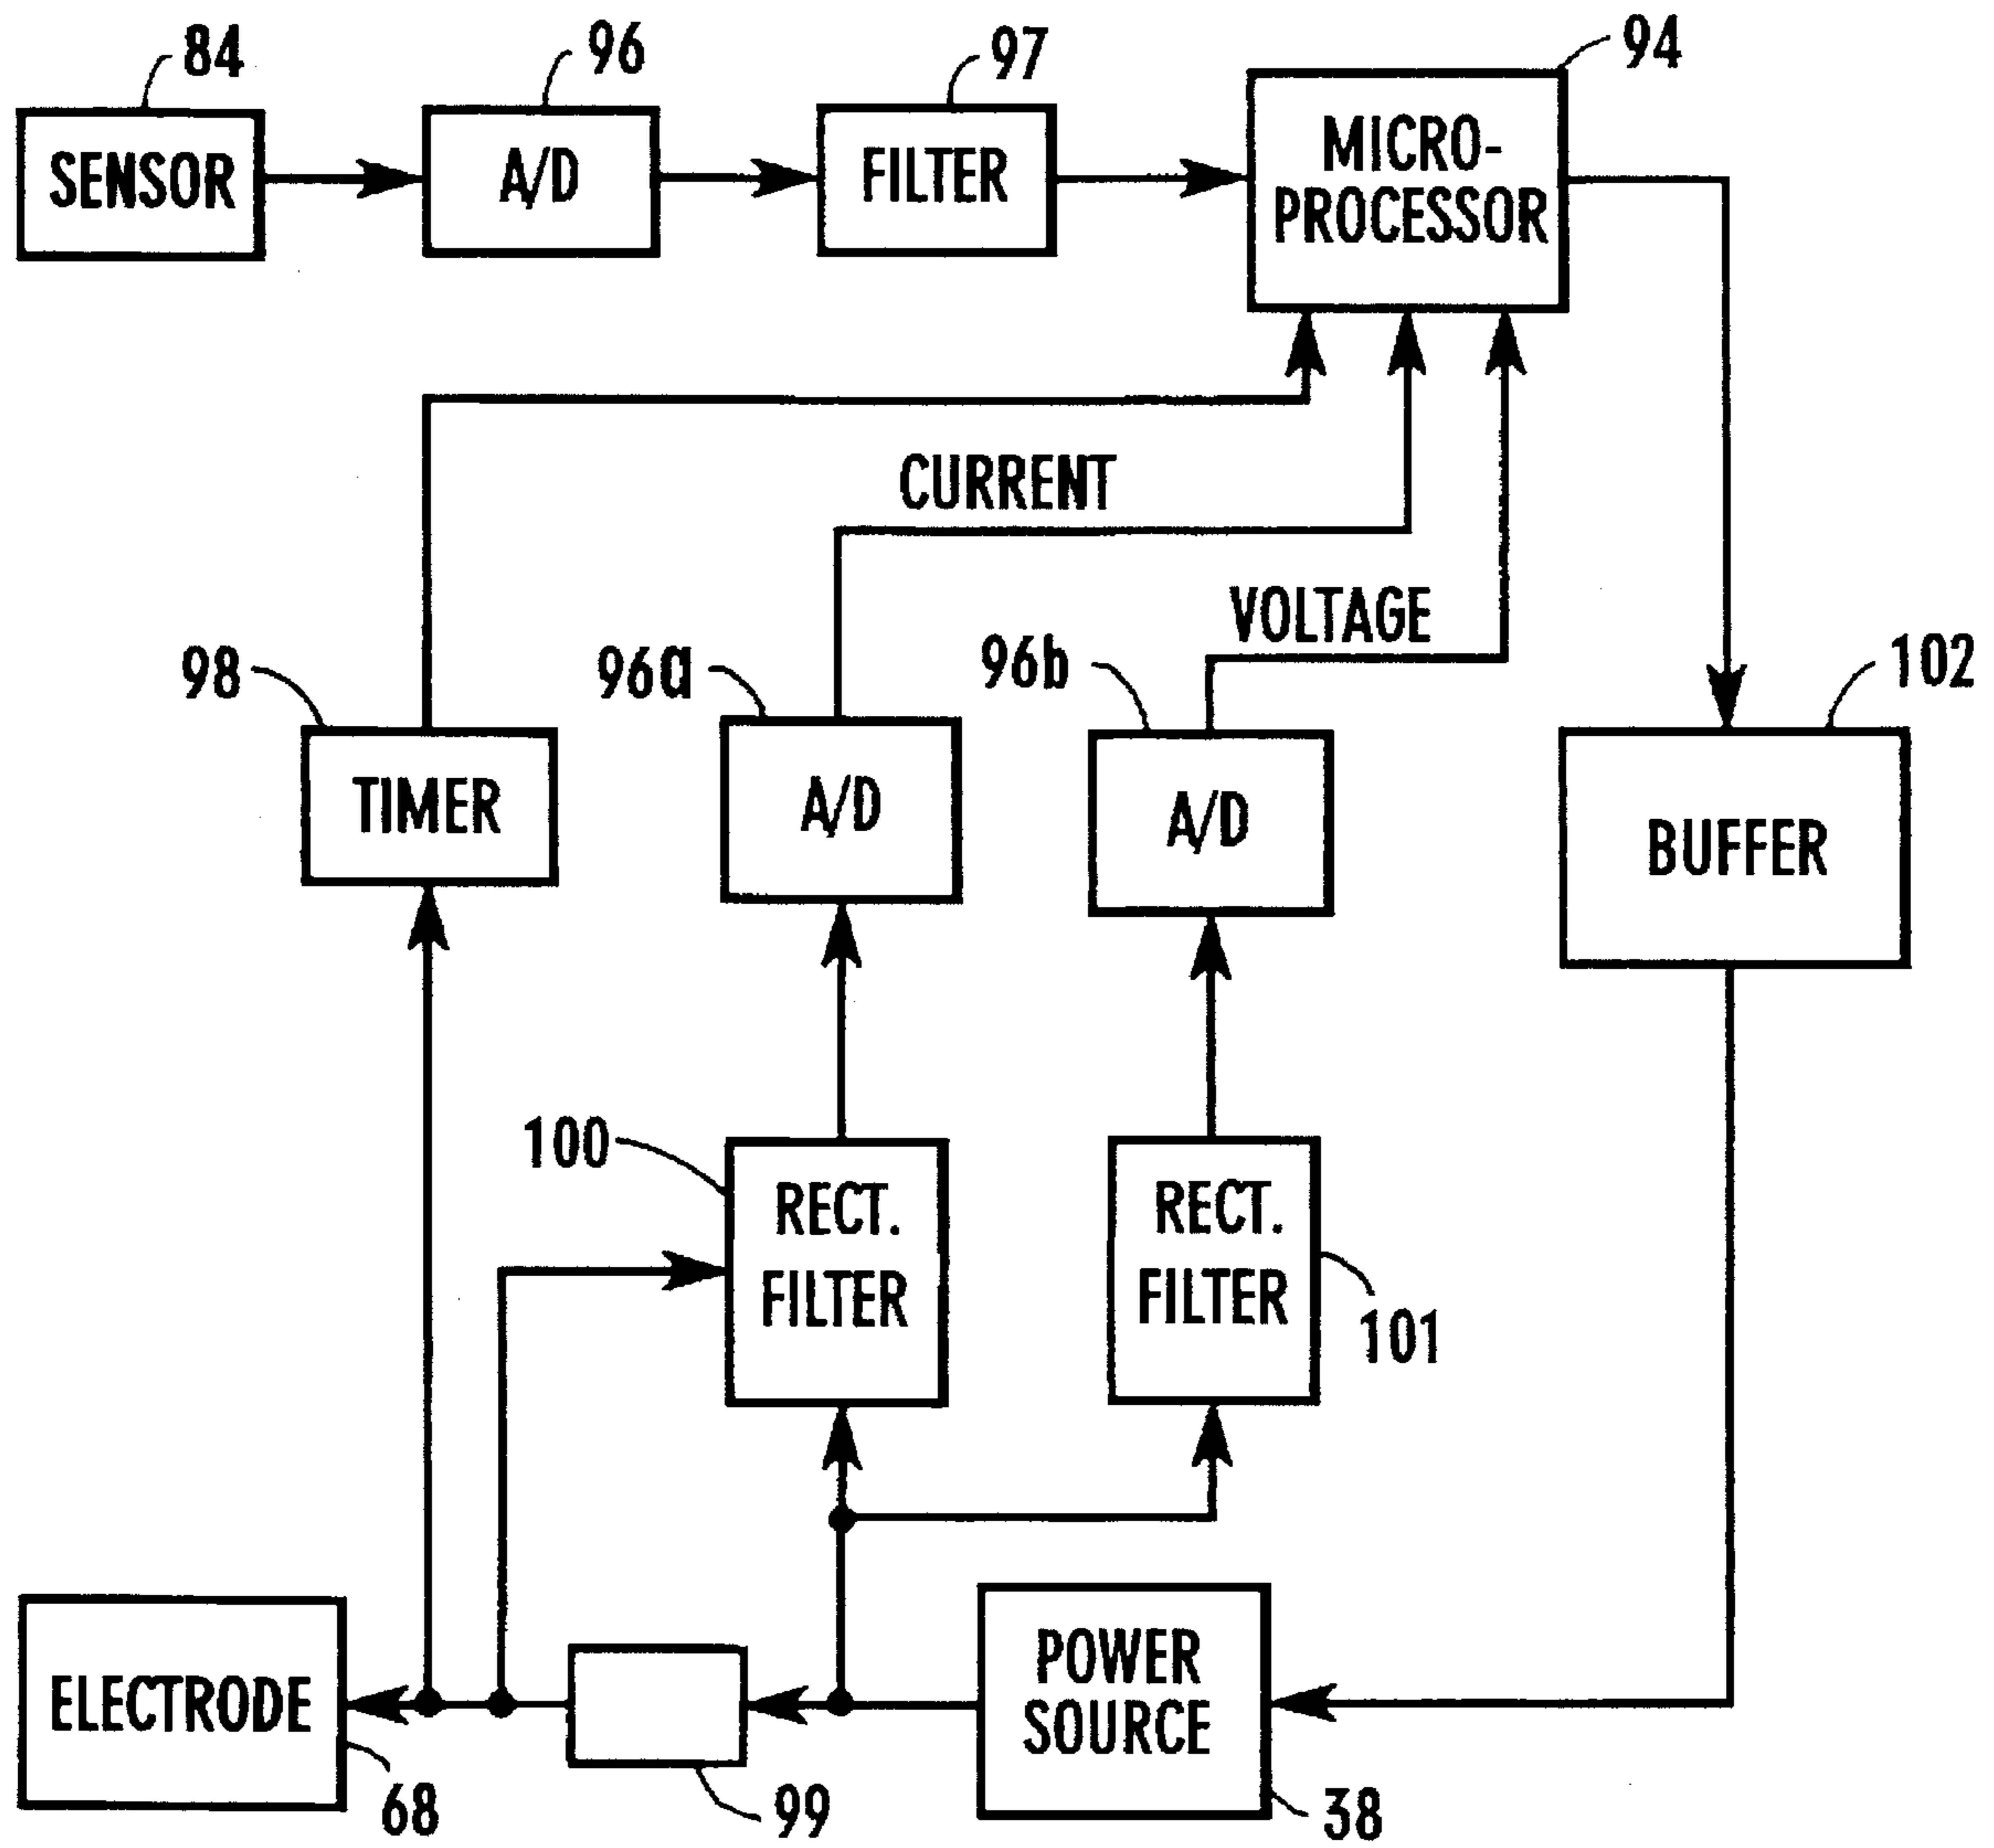 84
96
97
94
SENSOR
A/D
FILTER
MICRO-
PROCESSOR
CURRENT
VOLTAGE
98
96a
96b
102
TIMER
A/D
A/D
BUFFER
100
RECT.
FILTER
RECT.
FILTER
101
ELECTRODE
POWER
SOURCE
68
99
38